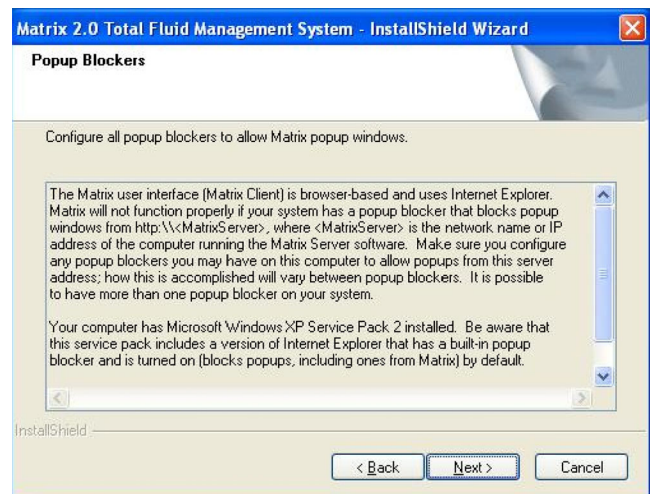 Matrix 2.0 Total Fluid Management System - InstallShield Wizard
Popup Blockers
Configure all popup blockers to allow Matrix popup windows.
The Matrix user interface (Matrix Client) is browser-based and uses Internet Explorer.
Matrix will not function properly if your system has a popup blocker that blocks popup
windows from http:\\<MatrixServer>, where <MatrixServer> is the network name or IP
address of the computer running the Matrix Server software.  Make sure you configure
any popup blockers you may have on this computer to allow popups from this server
address; how this is accomplished will vary between popup blockers.  It is possible
to have more than one popup blocker on your system.
Your computer has Microsoft Windows XP Service Pack 2 installed.  Be aware that
this service pack includes a version of Internet Explorer that has a built-in popup
blocker and is turned on (blocks popups, including ones from Matrix) by default.
InstallShield
< Back
Next >
Cancel